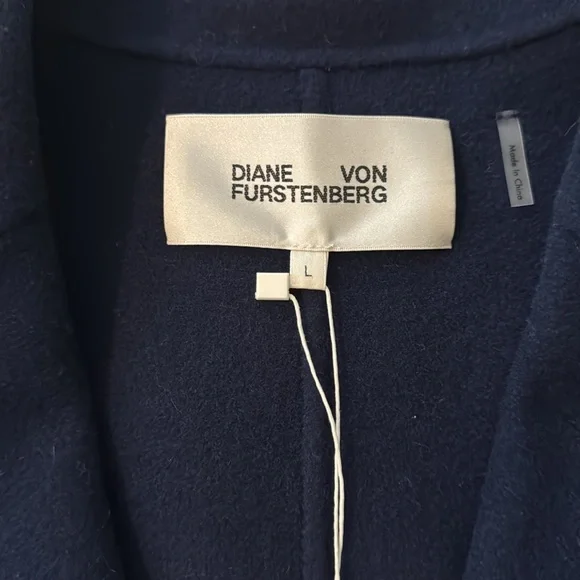 DIANE VON
FURSTENBERG
L
Made in China